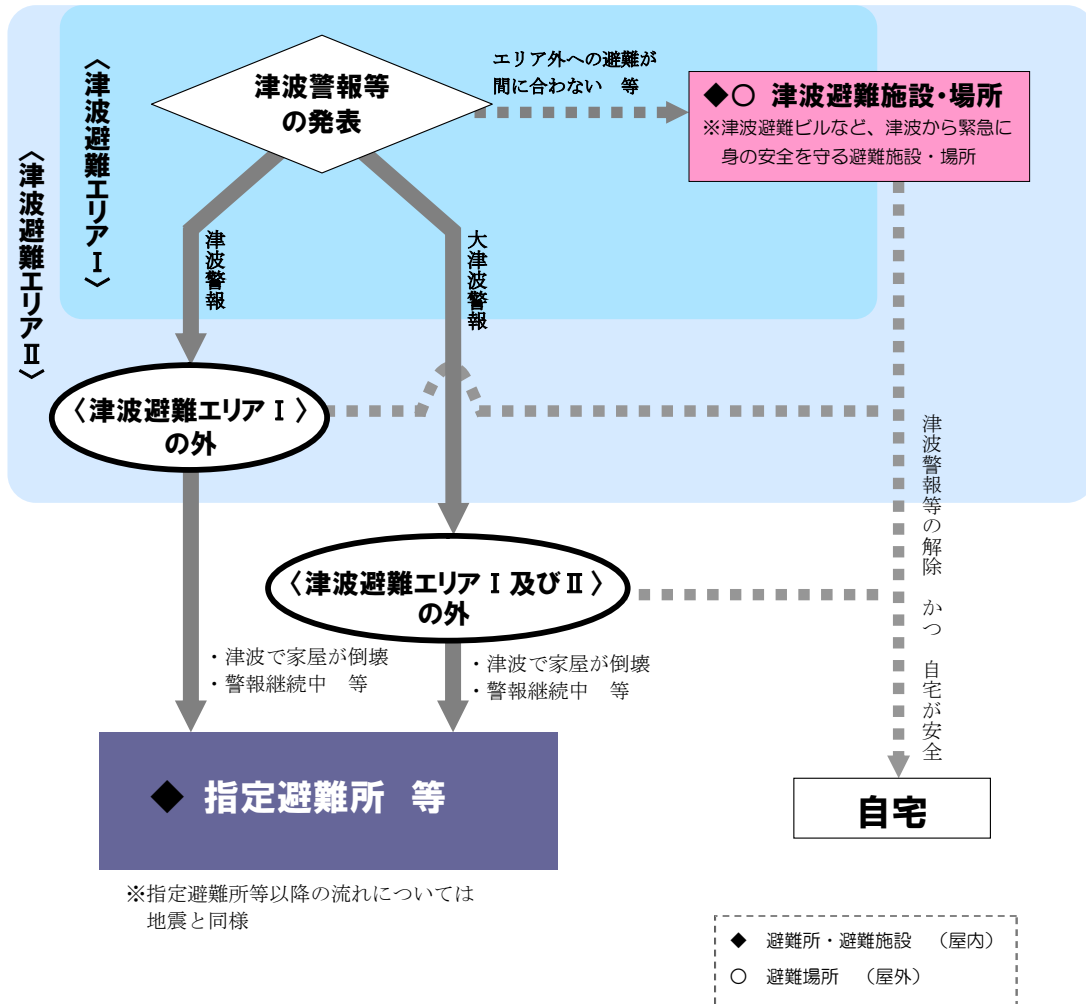 〈津波避難エリアⅠ〉
〈津波避難エリアⅡ〉
津波警報等
の発表
エリア外への避難が
間に合わない 等
◆○ 津波避難施設・場所
※津波避難ビルなど、津波から緊急に
身の安全を守る避難施設・場所
津波警報
大津波警報
〈津波避難エリアⅠ〉
の外
〈津波避難エリアⅠ及びⅡ〉
の外
津波警報等の解除 かつ 自宅が安全
・津波で家屋が倒壊
・警報継続中 等
・津波で家屋が倒壊
・警報継続中 等
◆ 指定避難所 等
自宅
※指定避難所等以降の流れについては
地震と同様
◆ 避難所・避難施設 （屋内）
○ 避難場所 （屋外）